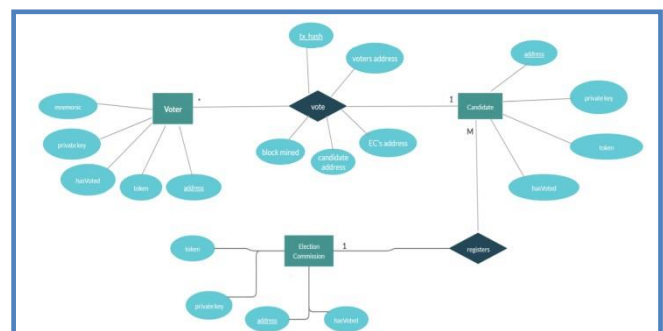 tx_hash
voters address
address
Voter
*
vote
1
Candidate
mnemonic
private key
private key
M
token
hasVoted
token
address
block mined
candidate
address
EC's address
hasVoted
token
Election
Commission
1
registers
private key
address
hasVoted